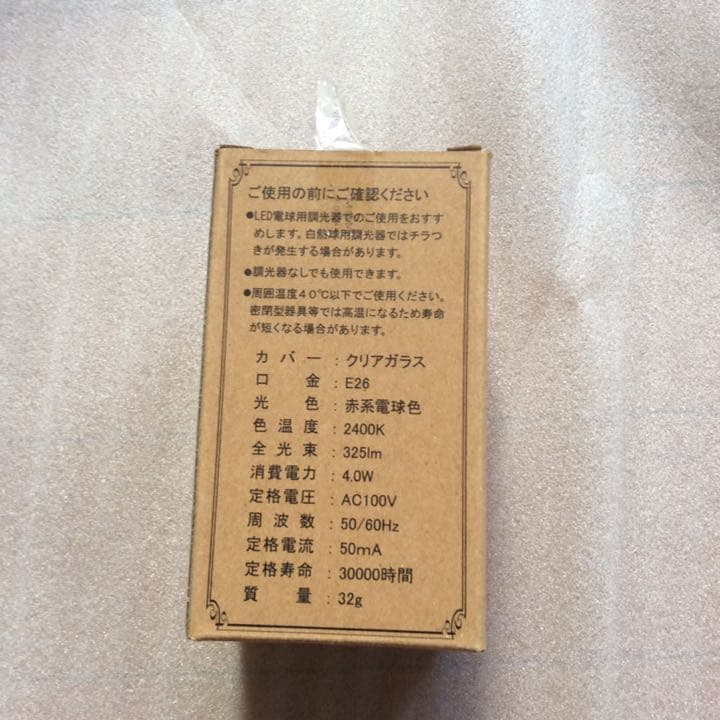 ご使用の前にご確認ください
●LED電球用調光器でのご使用をおすす
めします。白熱球用調光器ではチラつ
きが発生する場合があります。
●調光器なしでも使用できます。
●周囲温度40℃以下でご使用ください。
密閉型器具等では高温になるため寿命
が短くなる場合があります。
カバー：クリアガラス
口金：E26
光色：赤系電球色
色温度：2400K
全光束：325lm
消費電力：4.0W
定格電圧：AC100V
周波数：50/60Hz
定格電流：50mA
定格寿命：30000時間
質量：32g